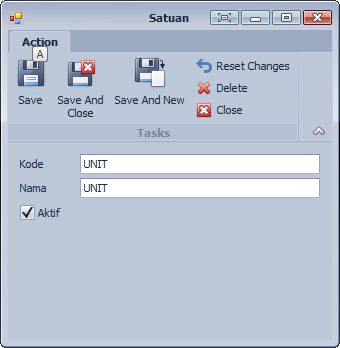 Satuan
Action
A
Save
Save And Close
Save And New
Reset Changes
Delete
Close
Tasks
Kode UNIT
Nama UNIT
Aktif